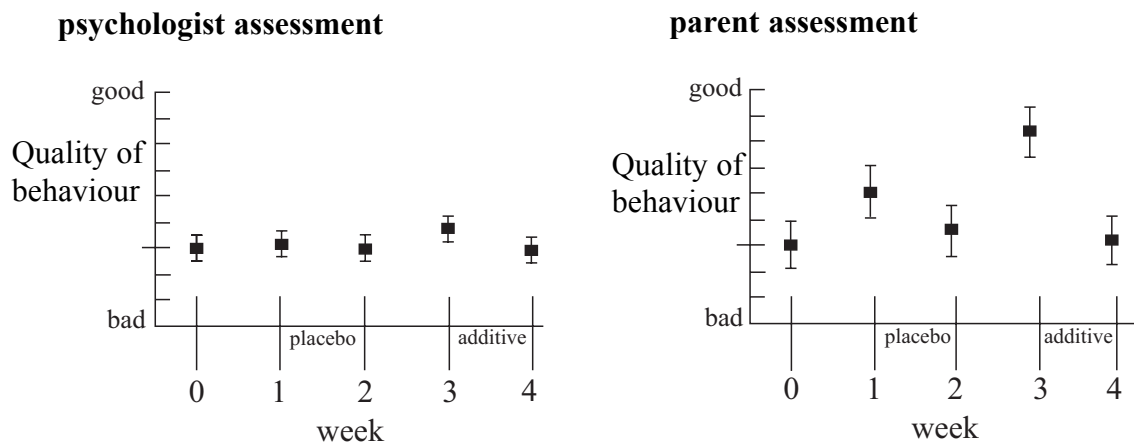 psychologist assessment
good
Quality of
behaviour
bad
placebo
additive
0 1 2 3 4
week
parent assessment
good
Quality of
behaviour
bad
placebo
additive
0 1 2 3 4
week